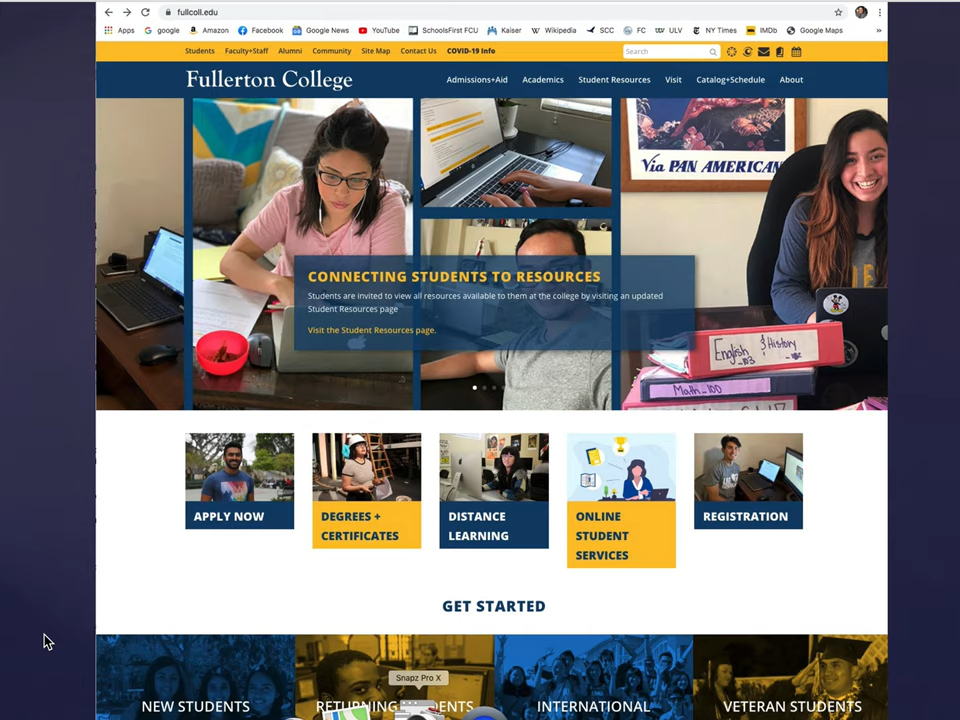 fullcoll.edu
Apps google Amazon Facebook Google News YouTube SchoolsFirst FCU Kaiser Wikipedia SCC FC ULV NY Times IMDb Google Maps »
Students Faculty+Staff Alumni Community Site Map Contact Us COVID-19 Info Search
Fullerton College Admissions+Aid Academics Student Resources Visit Catalog+Schedule About
Via PAN AMERICAN
CONNECTING STUDENTS TO RESOURCES
Students are invited to view all resources available to them at the college by visiting an updated
Student Resources page
Visit the Student Resources page.
English & History
Math-100
APPLY NOW
DEGREES +
CERTIFICATES
DISTANCE
LEARNING
ONLINE
STUDENT
SERVICES
REGISTRATION
GET STARTED
Snapz Pro X
NEW STUDENTS
INTERNATIONAL
VETERAN STUDENTS